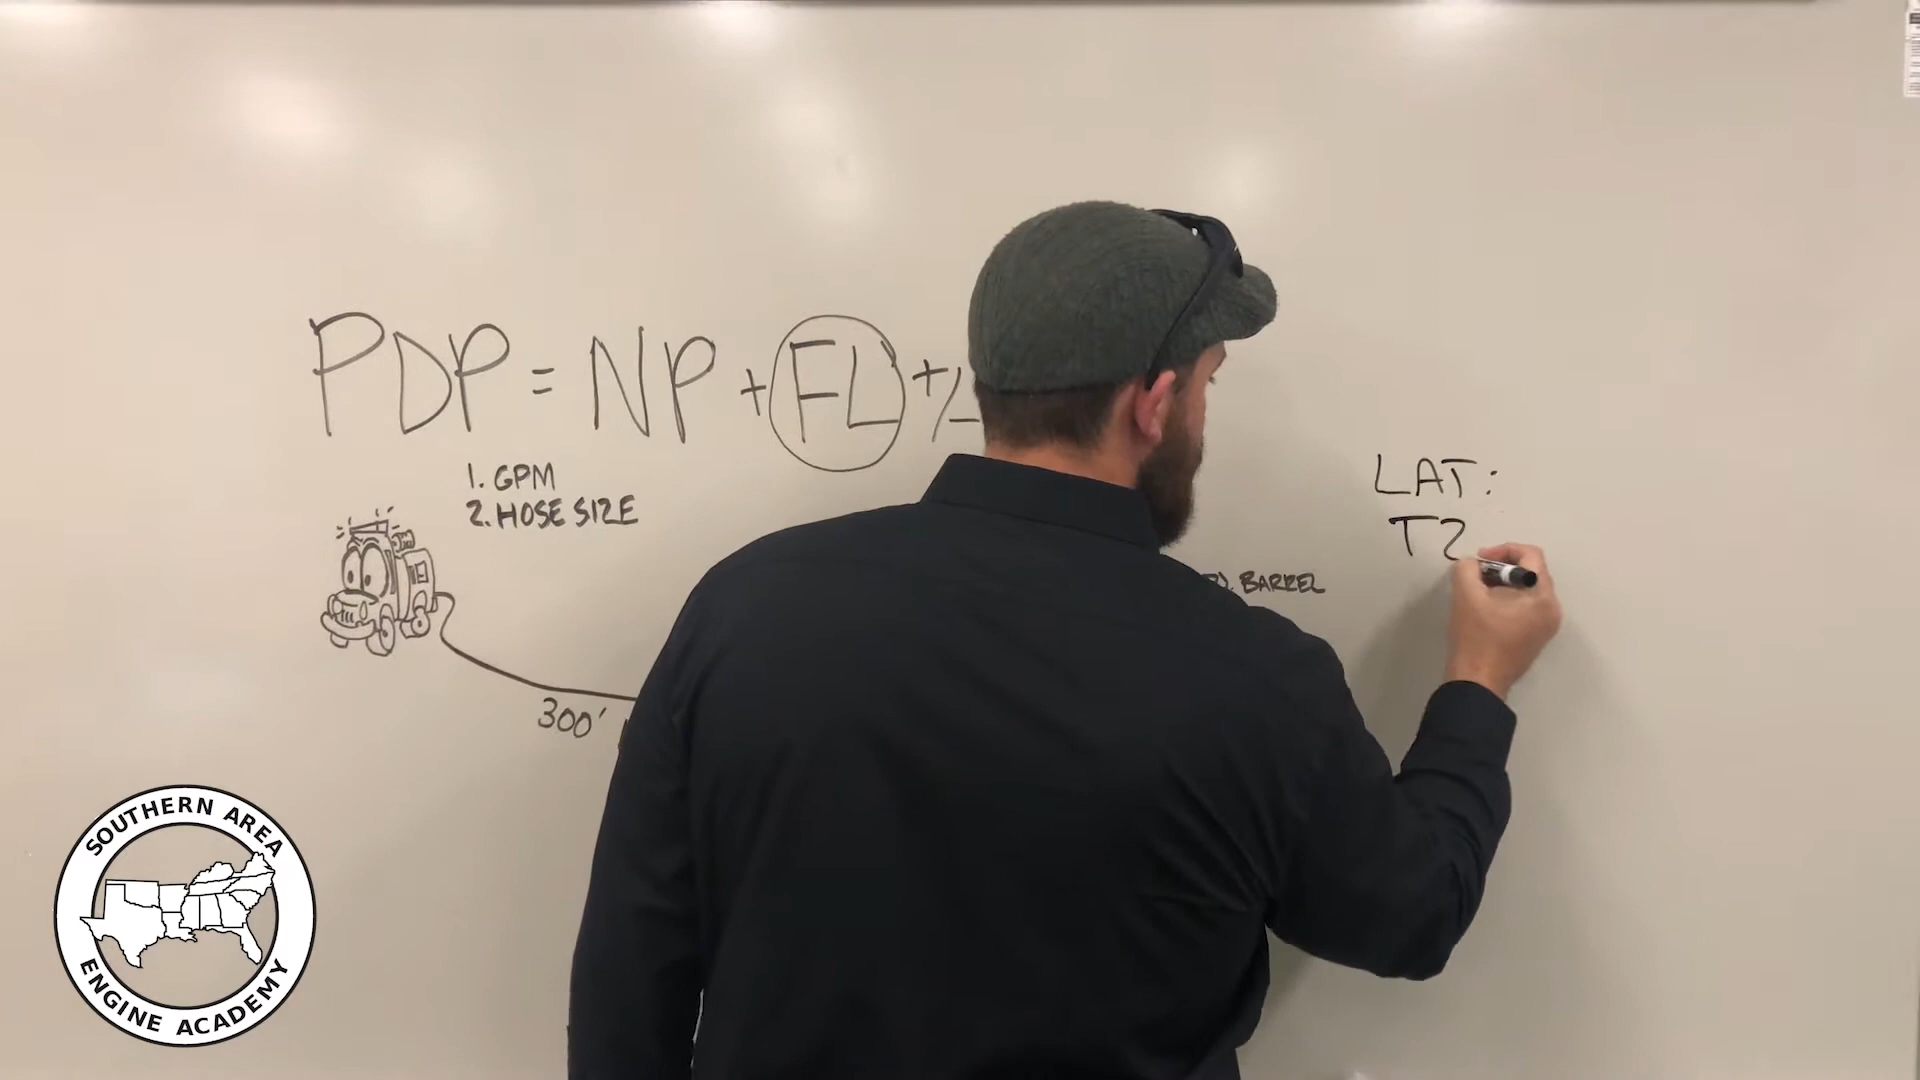 PDP = NP + FL +/-
1. GPM
2. HOSE SIZE
300'
BARREL
LAT:
T2
SOUTHERN AREA
ENGINE ACADEMY